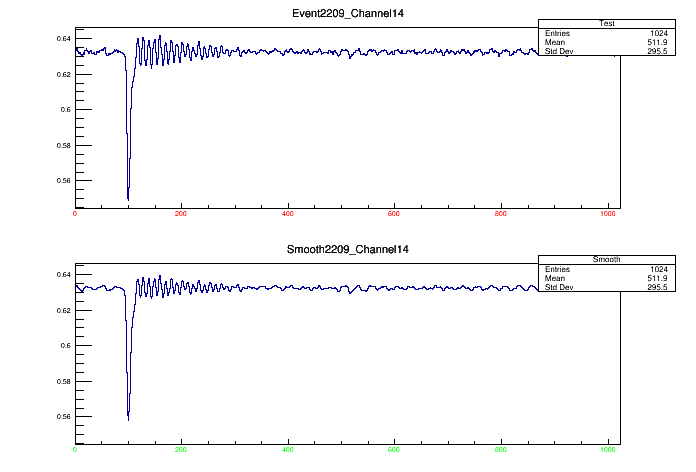 Event2209_Channel14
Test
Entries 1024
Mean 511.9
Std Dev 295.5
0.64
0.62
0.6
0.58
0.56
0 200 400 600 800 1000
Smooth2209_Channel14
Smooth
Entries 1024
Mean 511.9
Std Dev 295.5
0.64
0.62
0.6
0.58
0.56
0 200 400 600 800 1000